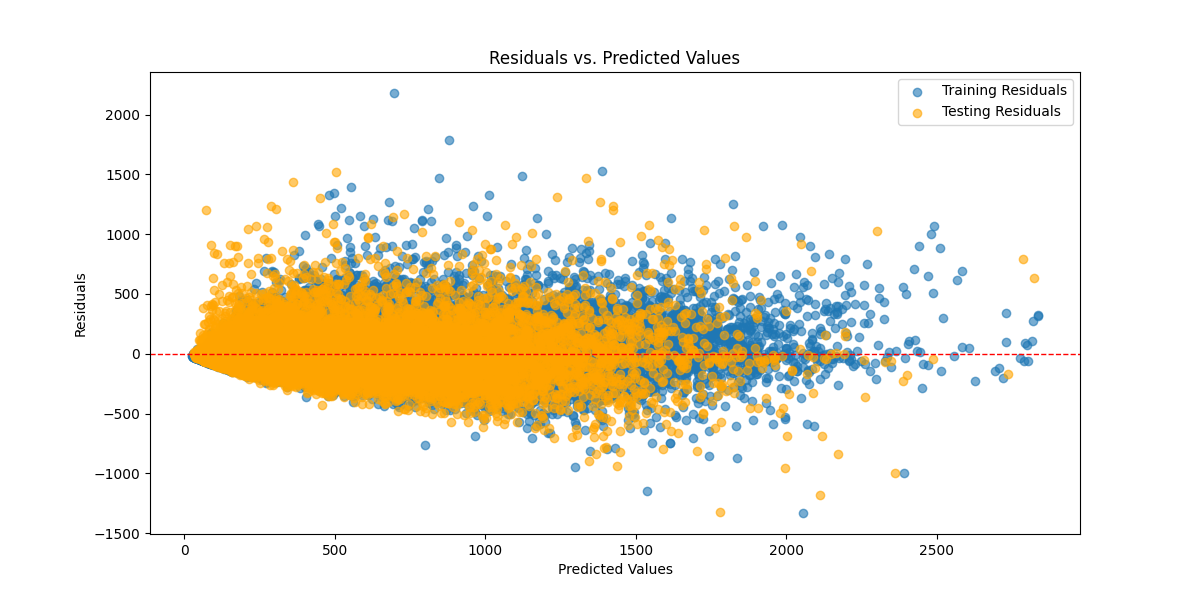 Residuals vs. Predicted Values
Training Residuals
Testing Residuals
Residuals
2000
1500
1000
500
0
−500
−1000
−1500
0 500 1000 1500 2000 2500
Predicted Values